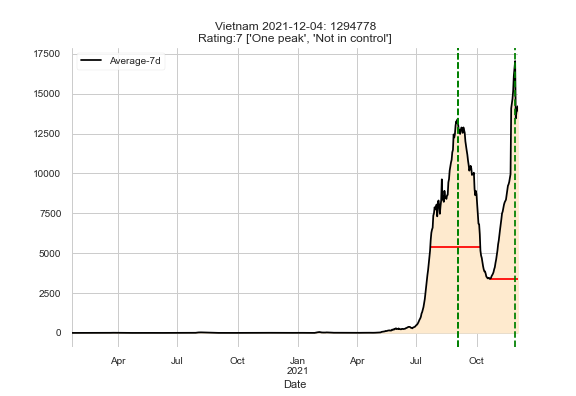 Vietnam 2021-12-04: 1294778
Rating:7 ['One peak', 'Not in control']
Average-7d
17500
15000
12500
10000
7500
5000
2500
0
Apr Jul Oct Jan Apr Jul Oct
2021
Date